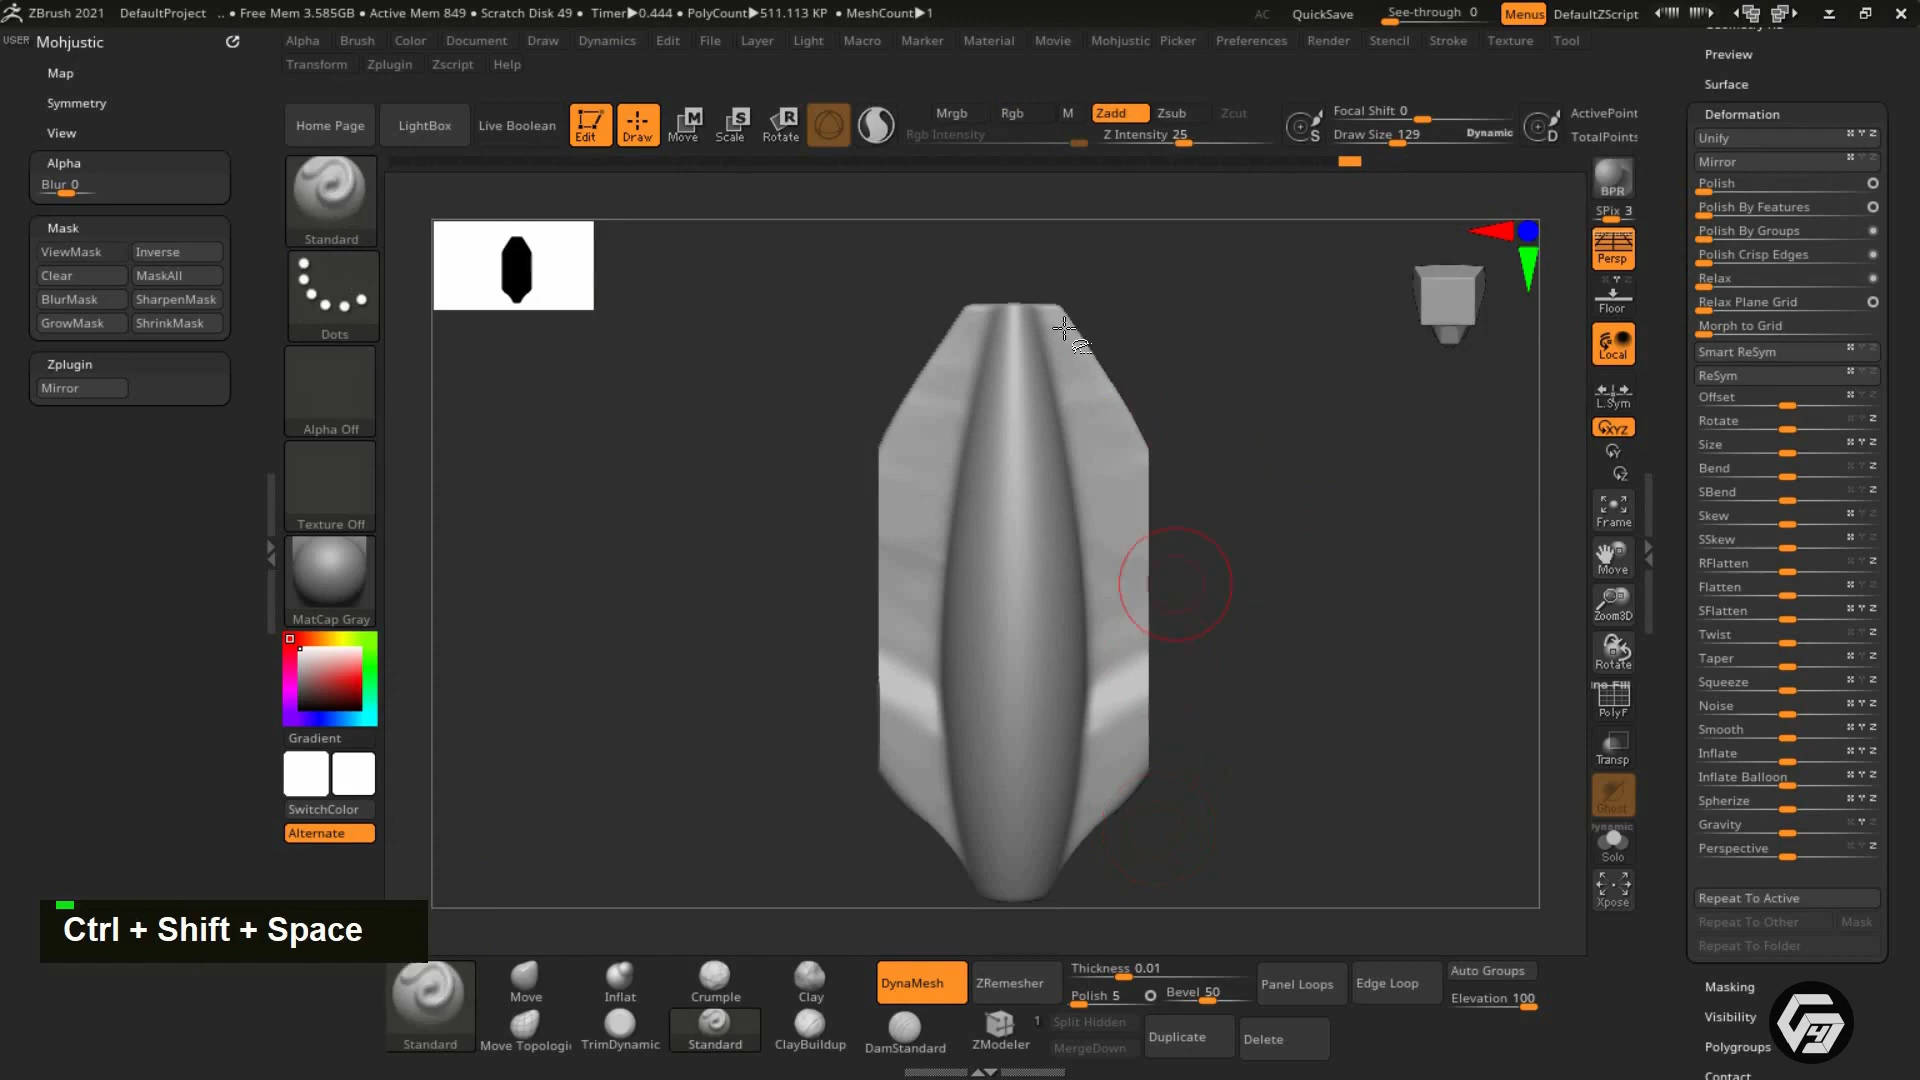 ZBrush 2021 DefaultProject .. • Free Mem 3.585GB • Active Mem 849 • Scratch Disk 49 • Timer▶0.444 • PolyCount▶511.113 KP • MeshCount▶1
AC QuickSave See-through 0 Menus DefaultZScript
USER Mohjustic
Alpha Brush Color Document Draw Dynamics Edit File Layer Light Macro Marker Material Movie Mohjustic Picker Preferences Render Stencil Stroke Texture Tool
Transform Zplugin Zscript Help
Map
Symmetry
View
Alpha
Blur 0
Mask
ViewMask Inverse
Clear MaskAll
BlurMask SharpenMask
GrowMask ShrinkMask
Zplugin
Mirror
Home Page LightBox Live Boolean
Edit Draw Move Scale Rotate
Mrgb Rgb M Zadd Zsub Zcut
Rgb Intensity Z Intensity 25
Focal Shift 0
Draw Size 129 Dynamic
S D
ActivePoint
TotalPoints
Standard
Dots
Alpha Off
Texture Off
MatCap Gray
Gradient
SwitchColor
Alternate
Ctrl + Shift + Space
BPR
SPix 3
Persp
Floor
Local
L.Sym
XYZ
Y
Z
Frame
Move
Zoom3D
Rotate
PolyF
Transp
Ghost
Dynamic
Solo
Xpose
Preview
Surface
Deformation
Unify
Mirror
Polish
Polish By Features
Polish By Groups
Polish Crisp Edges
Relax
Relax Plane Grid
Morph to Grid
Smart ReSym
ReSym
Offset
Rotate
Size
Bend
SBend
Skew
SSkew
RFlatten
Flatten
SFlatten
Twist
Taper
Squeeze
Noise
Smooth
Inflate
Inflate Balloon
Spherize
Gravity
Perspective
Repeat To Active
Repeat To Other Mask
Repeat To Folder
Masking
Visibility
Polygroups
Contact
Standard
Move Inflat Crumple Clay
Move Topologic TrimDynamic Standard ClayBuildup DamStandard ZModeler 1
DynaMesh ZRemesher
Thickness 0.01
Polish 5 Bevel 50
Panel Loops Edge Loop
Auto Groups
Elevation 100
Split Hidden
MergeDown
Duplicate Delete